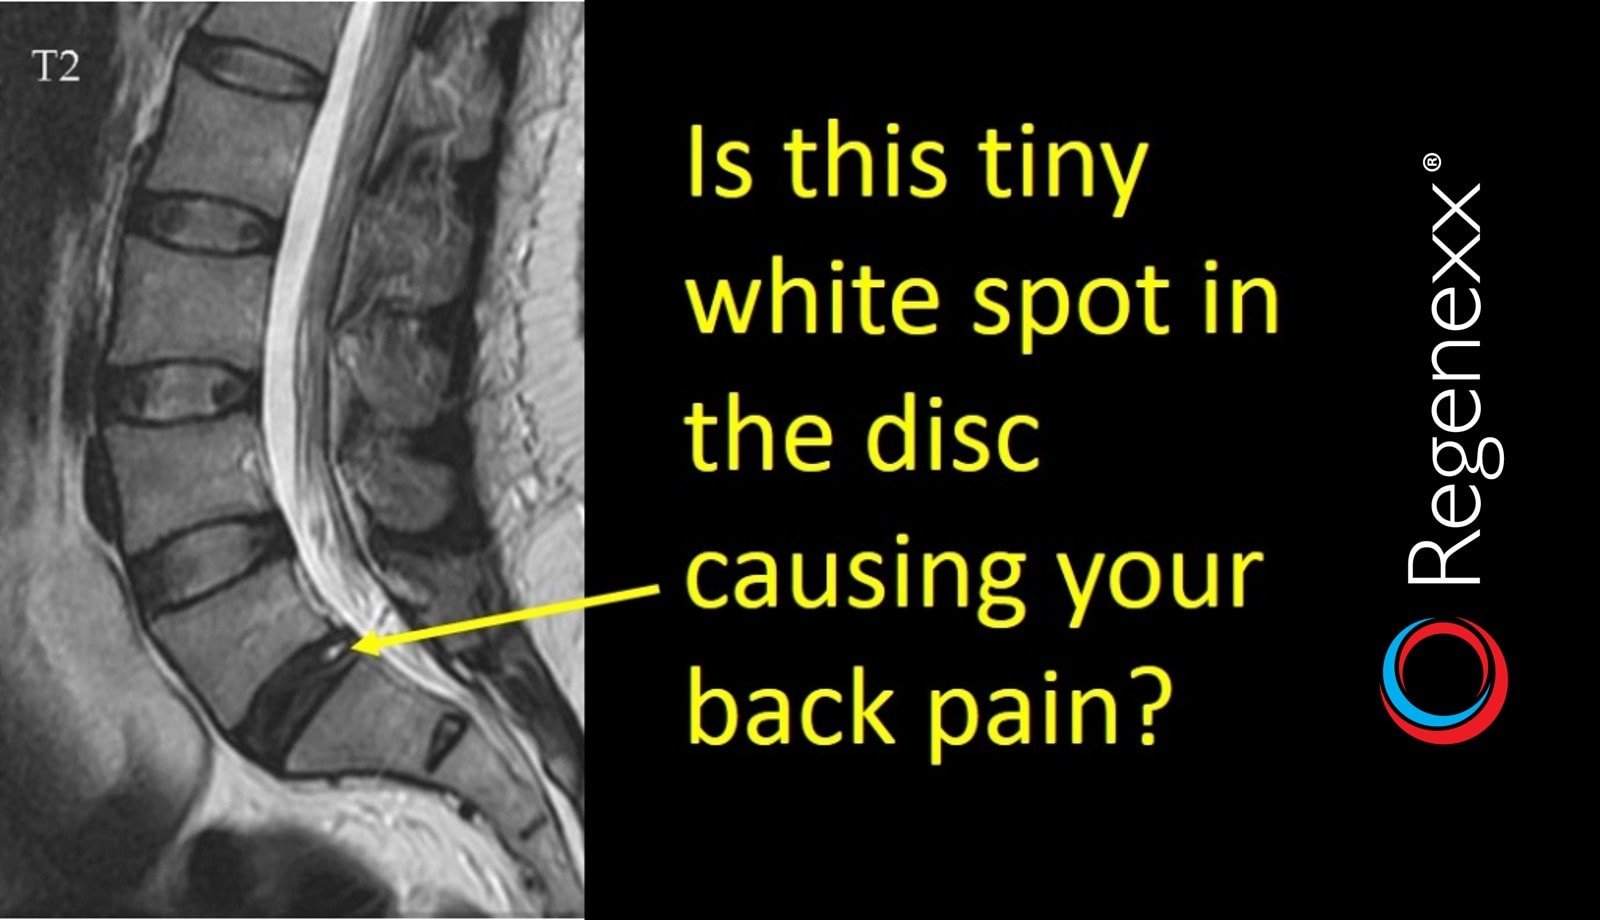 T2
Is this tiny
white spot in
the disc
causing your
back pain?
Regenexx®